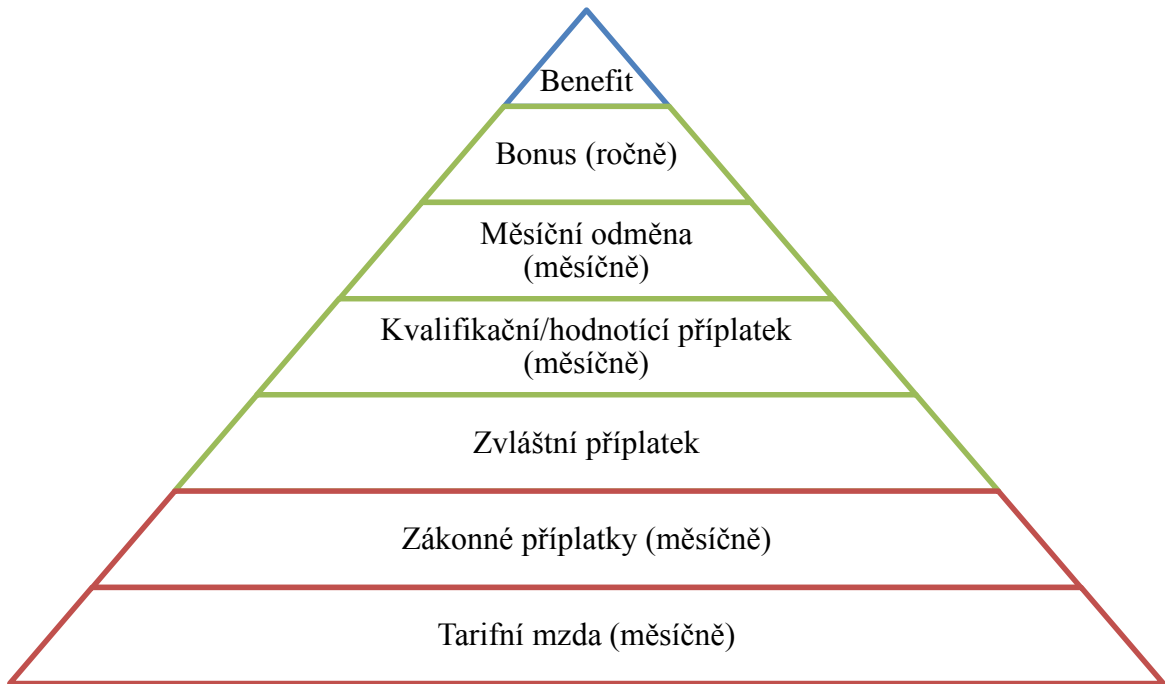 Benefit
Bonus (ročně)
Měsíční odměna
(měsíčně)
Kvalifikační/hodnotící příplatek
(měsíčně)
Zvláštní příplatek
Zákonné příplatky (měsíčně)
Tarifní mzda (měsíčně)